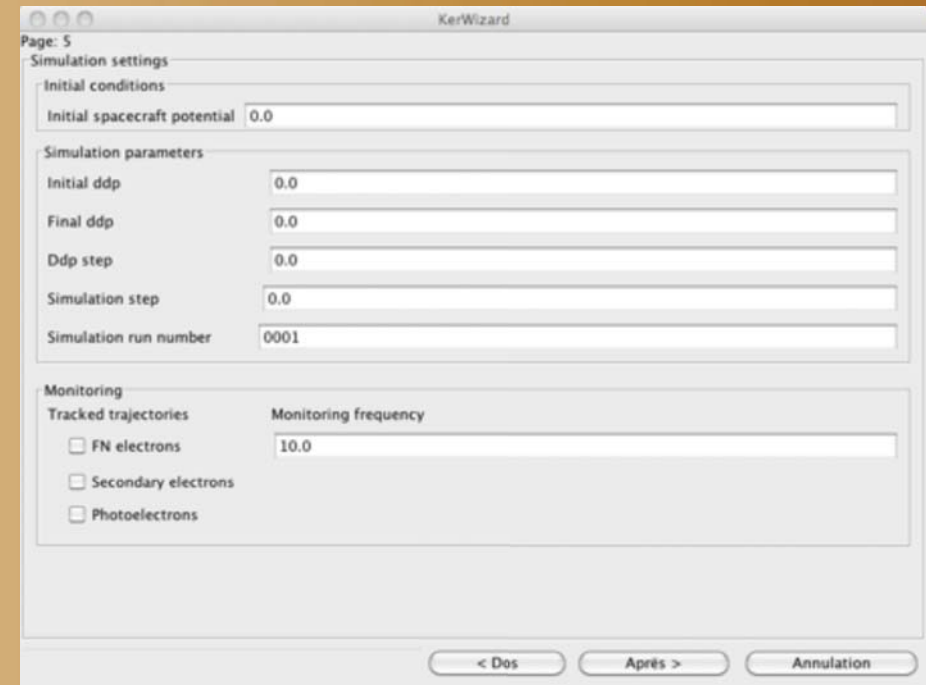 KerWizard
Page: 5
Simulation settings
Initial conditions
Initial spacecraft potential 0.0
Simulation parameters
Initial ddp 0.0
Final ddp 0.0
Ddp step 0.0
Simulation step 0.0
Simulation run number 0001
Monitoring
Tracked trajectories Monitoring frequency
FN electrons 10.0
Secondary electrons
Photoelectrons
< Dos Après > Annulation